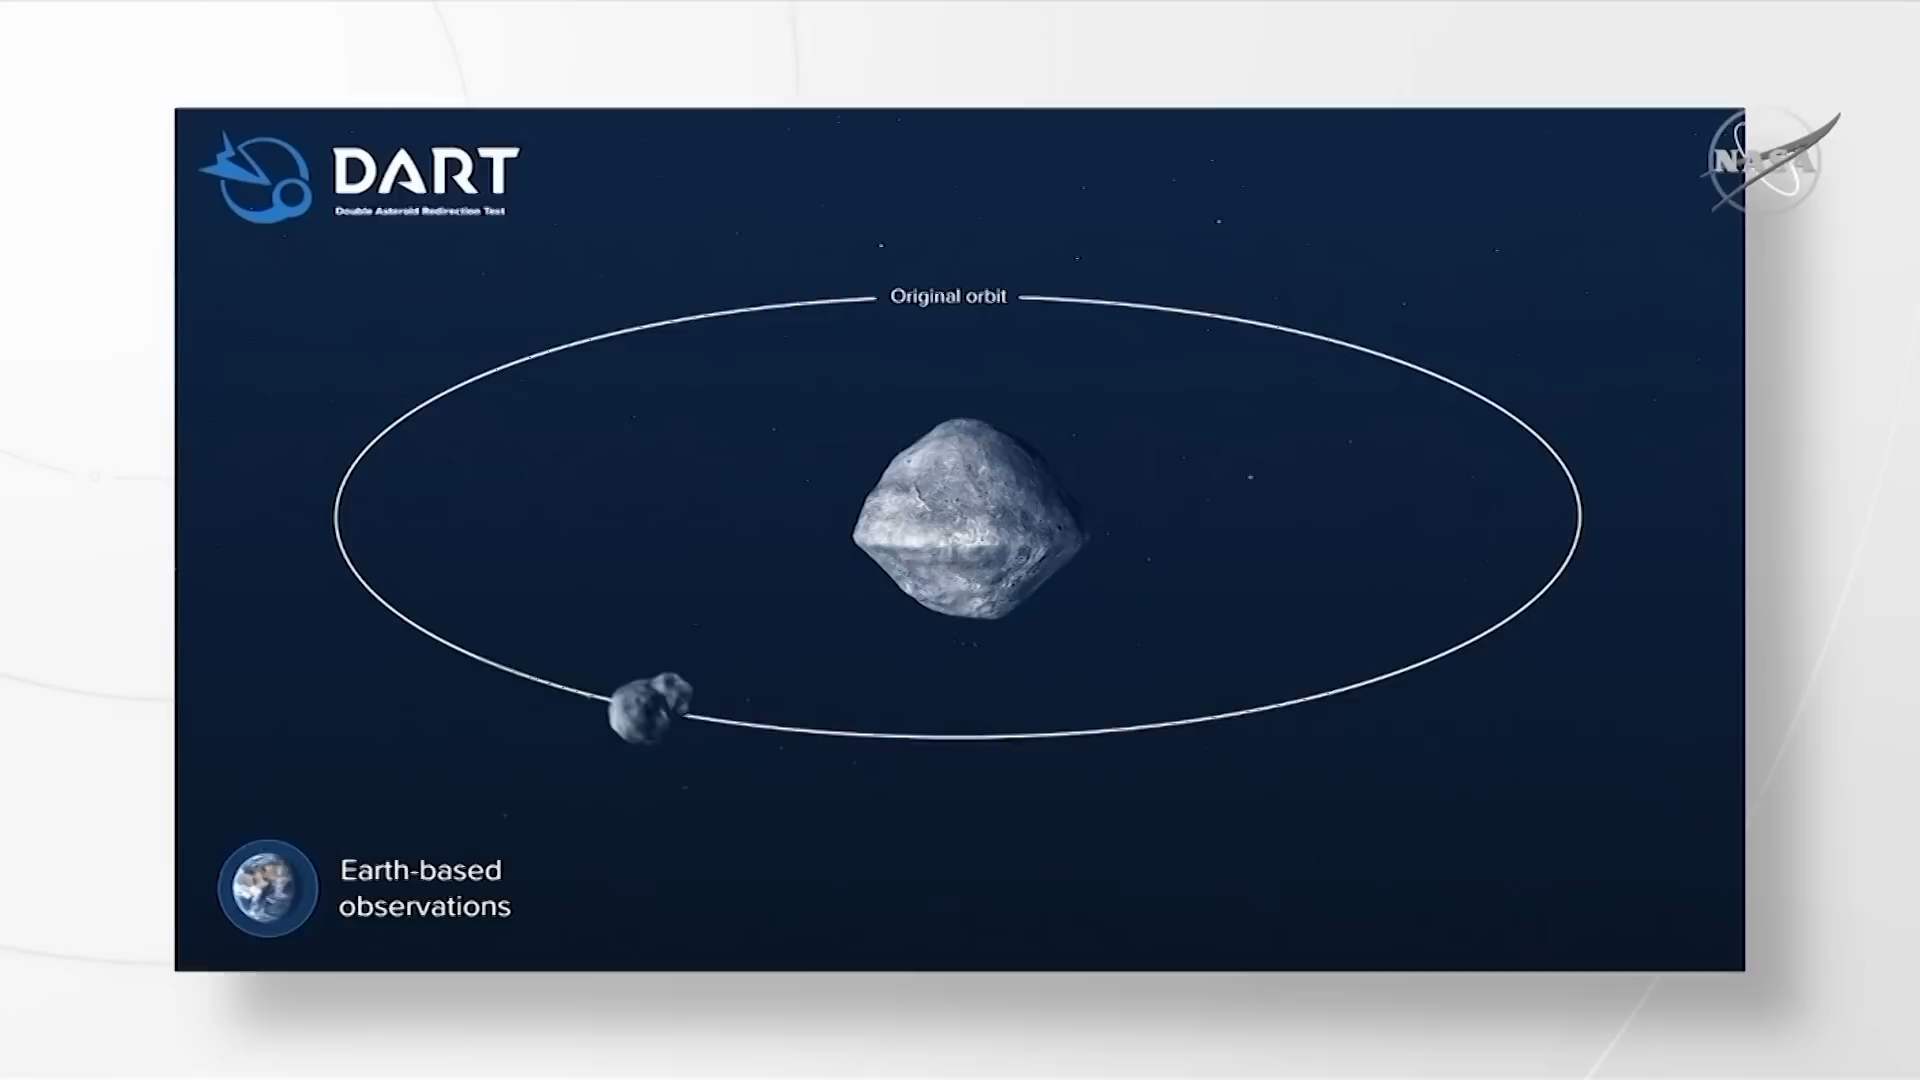 DART
Double Asteroid Redirection Test
NASA
Original orbit
Earth-based
observations